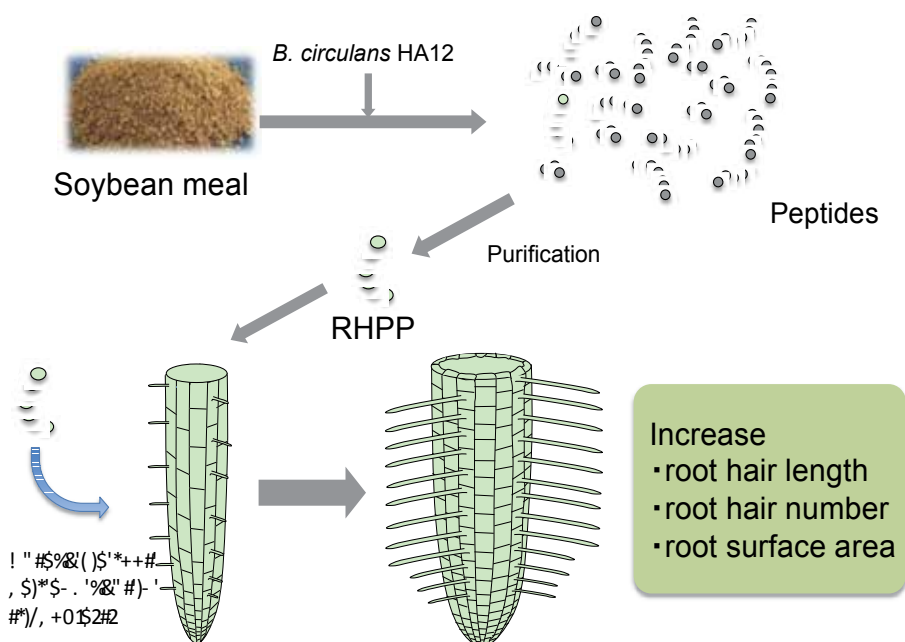 B. circulans HA12
Soybean meal
Peptides
Purification
RHPP
Increase
・root hair length
・root hair number
・root surface area